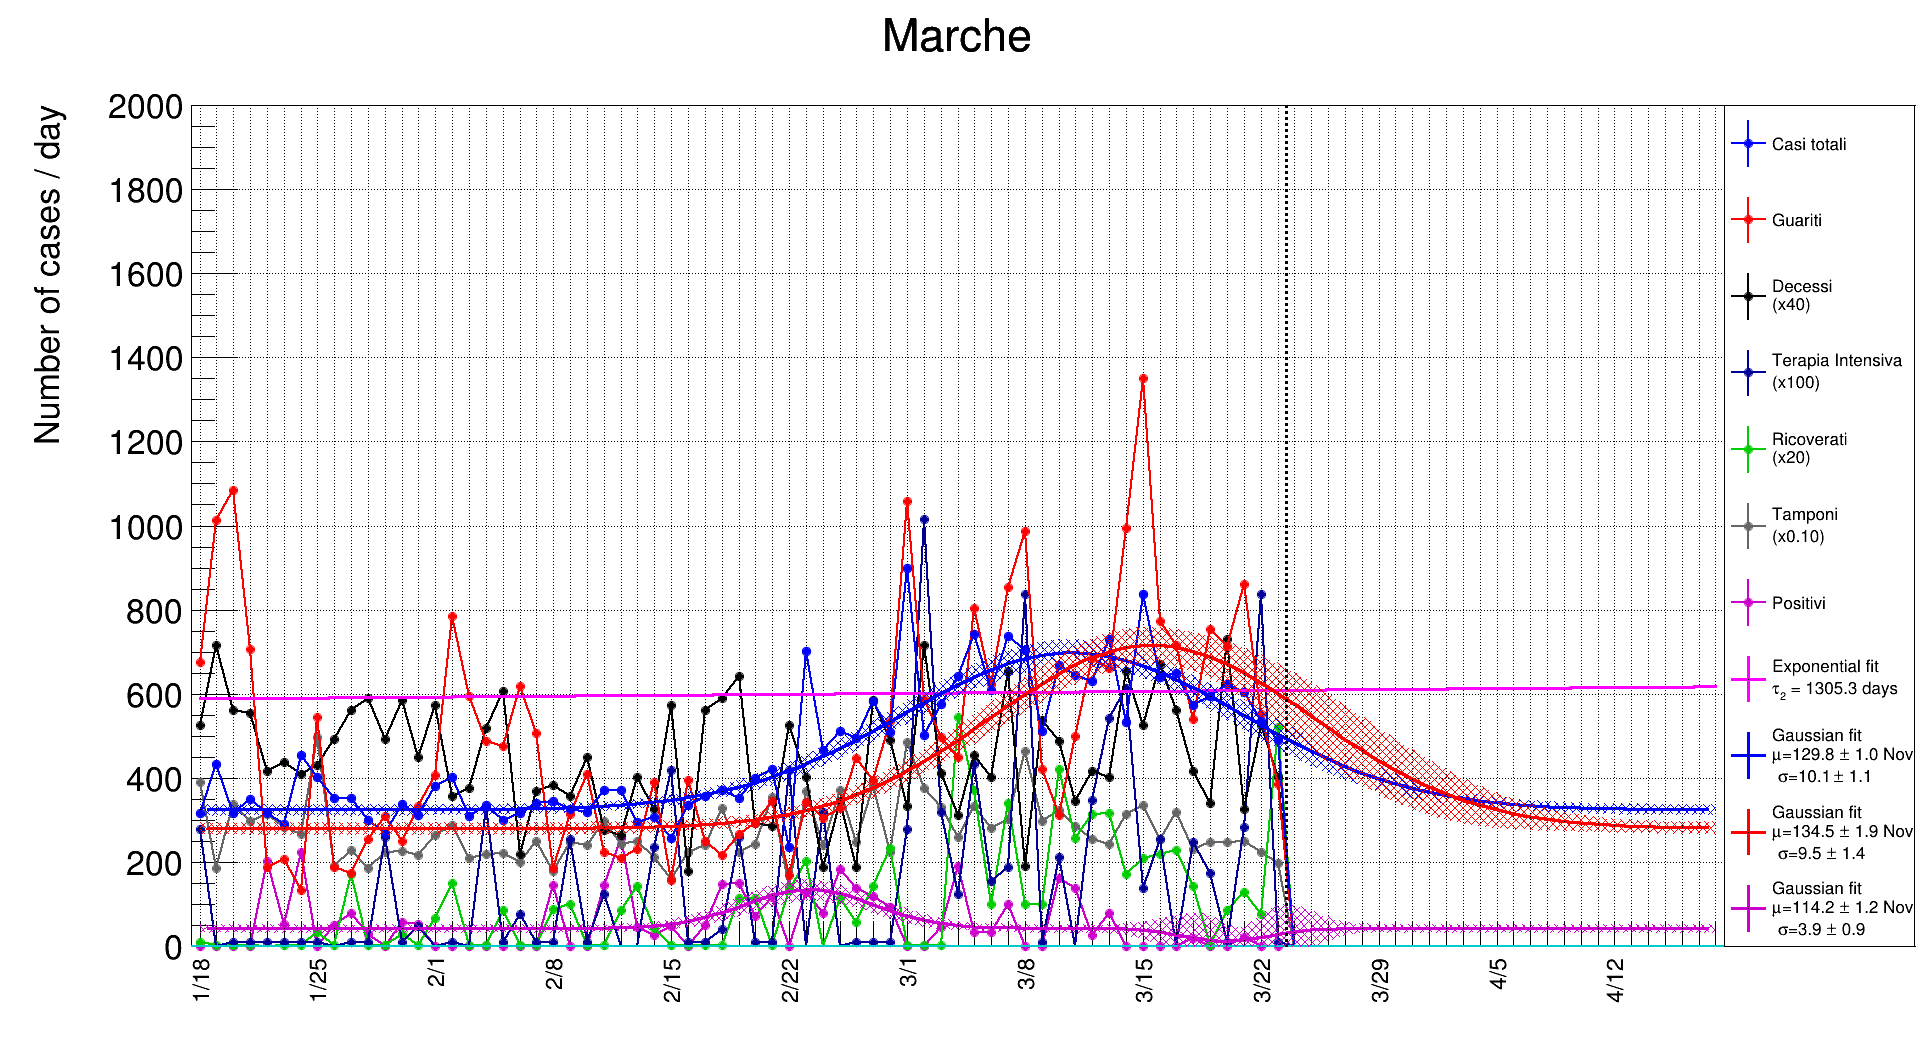 Marche
Number of cases / day
2000
1800
1600
1400
1200
1000
800
600
400
200
0
1/18
1/25
2/1
2/8
2/15
2/22
3/1
3/8
3/15
3/22
3/29
4/5
4/12
Casi totali
Guariti
Decessi
(x40)
Terapia Intensiva
(x100)
Ricoverati
(x20)
Tamponi
(x0.10)
Positivi
Exponential fit
τ2 = 1305.3 days
Gaussian fit
μ=129.8 ± 1.0 Nov
σ=10.1 ± 1.1
Gaussian fit
μ=134.5 ± 1.9 Nov
σ=9.5 ± 1.4
Gaussian fit
μ=114.2 ± 1.2 Nov
σ=3.9 ± 0.9